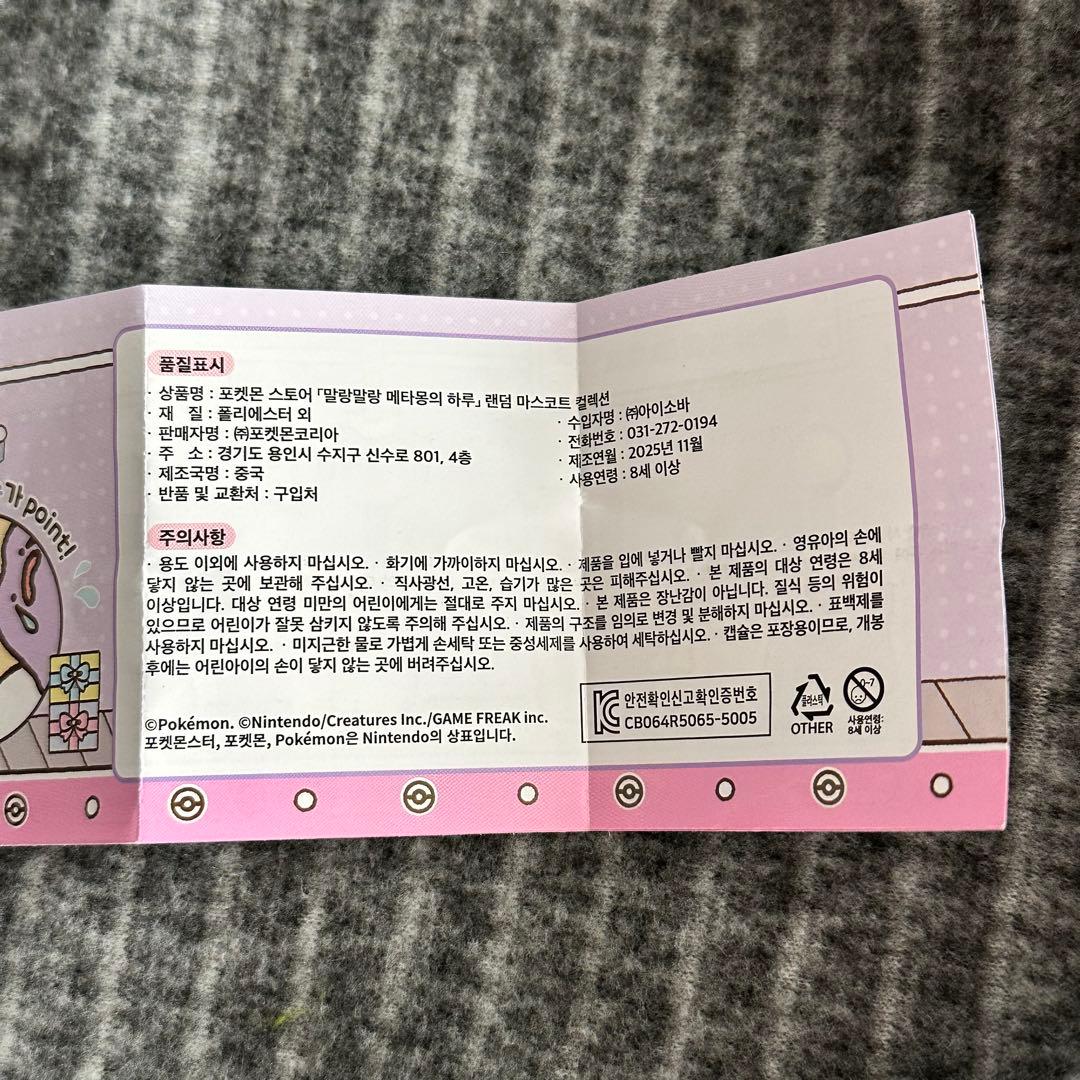 가 point!
품질표시
· 상품명 : 포켓몬 스토어 「말랑말랑 메타몽의 하루」 랜덤 마스코트 컬렉션
· 재 질 : 폴리에스터 외
· 판매자명 : ㈜포켓몬코리아
· 주 소 : 경기도 용인시 수지구 신수로 801, 4층
· 제조국명 : 중국
· 반품 및 교환처 : 구입처
· 수입자명 : ㈜아이소바
· 전화번호 : 031-272-0194
· 제조연월 : 2025년 11월
· 사용연령 : 8세 이상
주의사항
· 용도 이외에 사용하지 마십시오. · 화기에 가까이하지 마십시오. · 제품을 입에 넣거나 빨지 마십시오. · 영유아의 손에
닿지 않는 곳에 보관해 주십시오. · 직사광선, 고온, 습기가 많은 곳은 피해주십시오. · 본 제품의 대상 연령은 8세
이상입니다. 대상 연령 미만의 어린이에게는 절대로 주지 마십시오. · 본 제품은 장난감이 아닙니다. 질식 등의 위험이
있으므로 어린이가 잘못 삼키지 않도록 주의해 주십시오. · 제품의 구조를 임의로 변경 및 분해하지 마십시오. · 표백제를
사용하지 마십시오. · 미지근한 물로 가볍게 손세탁 또는 중성세제를 사용하여 세탁하십시오. · 캡슐은 포장용이므로, 개봉
후에는 어린아이의 손이 닿지 않는 곳에 버려주십시오.
©Pokémon. ©Nintendo/Creatures Inc./GAME FREAK inc.
포켓몬스터, 포켓몬, Pokémon은 Nintendo의 상표입니다.
KC 안전확인신고확인증번호
CB064R5065-5005
플라스틱
OTHER
0~7
사용연령:
8세 이상